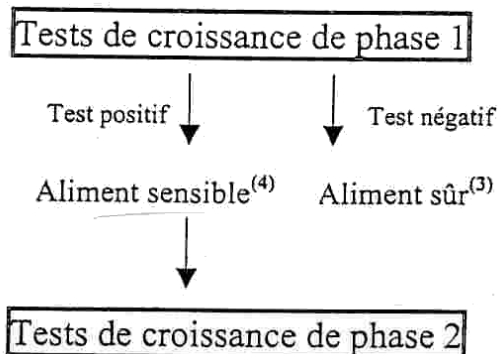 Tests de croissance de phase 1
Test positif
Test négatif
Aliment sensible(4)
Aliment sûr(3)
Tests de croissance de phase 2